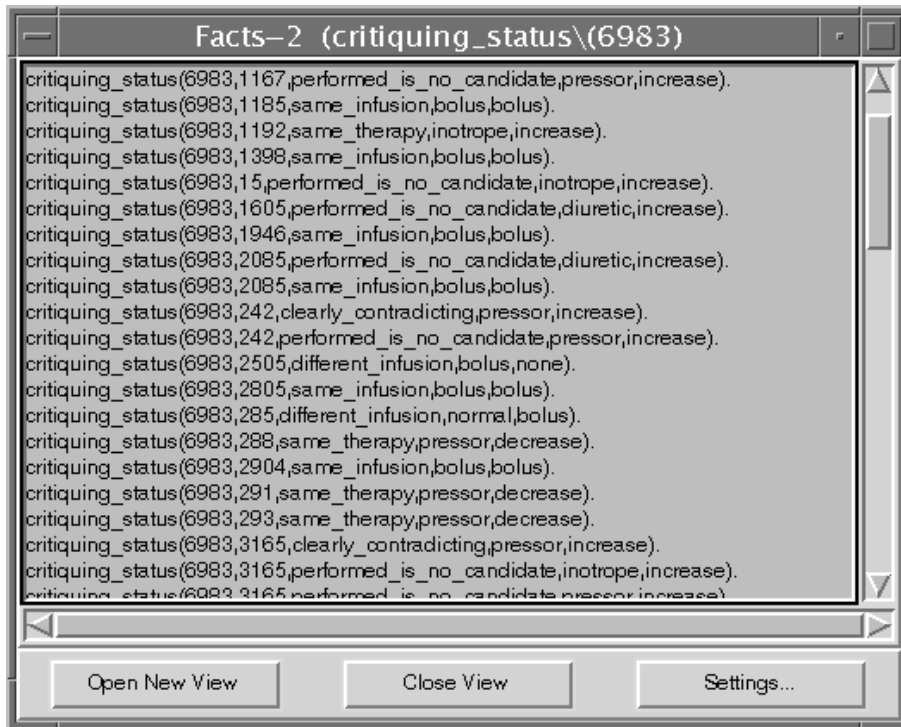 Facts–2 (critiquing_status\(6983)
critiquing_status(6983,1167,performed_is_no_candidate,pressor,increase).
critiquing_status(6983,1185,same_infusion,bolus,bolus).
critiquing_status(6983,1192,same_therapy,inotrope,increase).
critiquing_status(6983,1398,same_infusion,bolus,bolus).
critiquing_status(6983,15,performed_is_no_candidate,inotrope,increase).
critiquing_status(6983,1605,performed_is_no_candidate,diuretic,increase).
critiquing_status(6983,1946,same_infusion,bolus,bolus).
critiquing_status(6983,2085,performed_is_no_candidate,diuretic,increase).
critiquing_status(6983,2085,same_infusion,bolus,bolus).
critiquing_status(6983,242,clearly_contradicting,pressor,increase).
critiquing_status(6983,242,performed_is_no_candidate,pressor,increase).
critiquing_status(6983,2505,different_infusion,bolus,none).
critiquing_status(6983,2805,same_infusion,bolus,bolus).
critiquing_status(6983,285,different_infusion,normal,bolus).
critiquing_status(6983,288,same_therapy,pressor,decrease).
critiquing_status(6983,2904,same_infusion,bolus,bolus).
critiquing_status(6983,291,same_therapy,pressor,decrease).
critiquing_status(6983,293,same_therapy,pressor,decrease).
critiquing_status(6983,3165,clearly_contradicting,pressor,increase).
critiquing_status(6983,3165,performed_is_no_candidate,inotrope,increase).
critiquing_status(6983,3165,performed_is_no_candidate,pressor,increase).
Open New View Close View Settings...